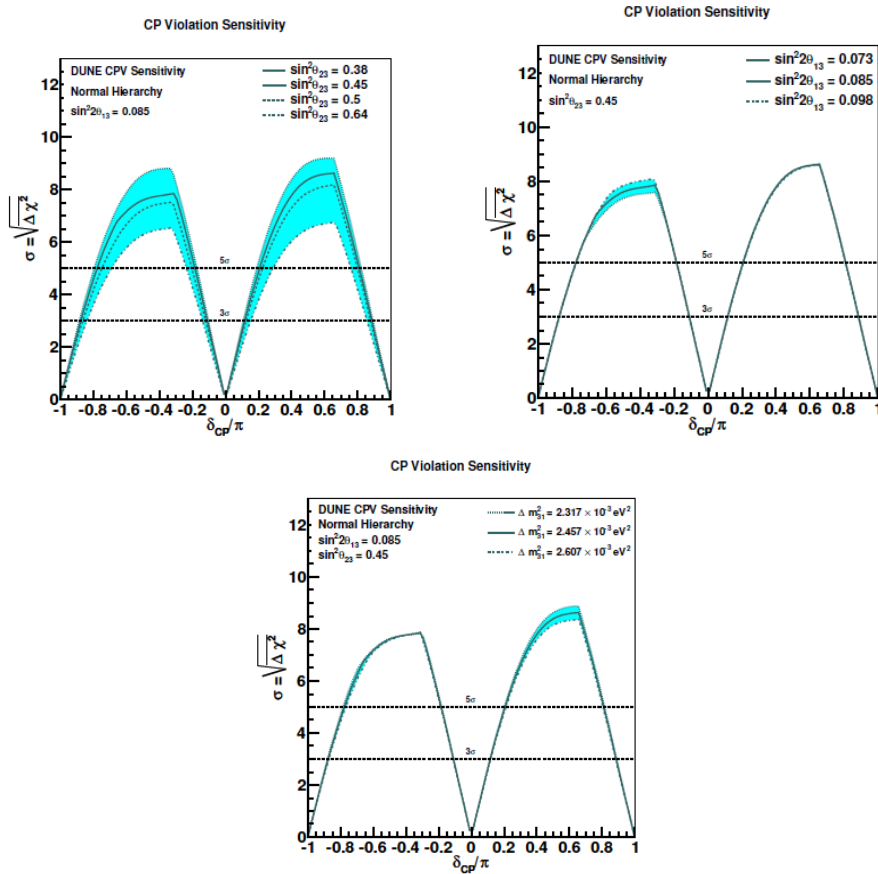 CP Violation Sensitivity
DUNE CPV Sensitivity
Normal Hierarchy
sin²2θ₁₃ = 0.085
sin²θ₂₃ = 0.38
sin²θ₂₃ = 0.45
sin²θ₂₃ = 0.5
sin²θ₂₃ = 0.64
12
10
8
6
4
2
0
σ = √Δχ²
5σ
3σ
-1 -0.8 -0.6 -0.4 -0.2 0 0.2 0.4 0.6 0.8 1
δCP/π
CP Violation Sensitivity
DUNE CPV Sensitivity
Normal Hierarchy
sin²θ₂₃ = 0.45
sin²2θ₁₃ = 0.073
sin²2θ₁₃ = 0.085
sin²2θ₁₃ = 0.098
12
10
8
6
4
2
0
σ = √Δχ²
5σ
3σ
-1 -0.8 -0.6 -0.4 -0.2 0 0.2 0.4 0.6 0.8 1
δCP/π
CP Violation Sensitivity
DUNE CPV Sensitivity
Normal Hierarchy
sin²2θ₁₃ = 0.085
sin²θ₂₃ = 0.45
Δ m²₃₁ = 2.317 × 10⁻³ eV²
Δ m²₃₁ = 2.457 × 10⁻³ eV²
Δ m²₃₁ = 2.607 × 10⁻³ eV²
12
10
8
6
4
2
0
σ = √Δχ²
5σ
3σ
-1 -0.8 -0.6 -0.4 -0.2 0 0.2 0.4 0.6 0.8 1
δCP/π